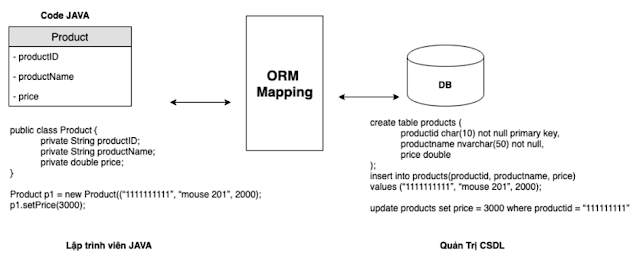 Code JAVA
Product
- productID
- productName
- price
public class Product {
private String productID;
private String productName;
private double price;
}
Product p1 = new Product(("1111111111", "mouse 201", 2000);
p1.setPrice(3000);
Lập trình viên JAVA
ORM
Mapping
DB
create table products (
productid char(10) not null primary key,
productname nvarchar(50) not null,
price double
);
insert into products(productid, productname, price)
values ("1111111111", "mouse 201", 2000);
update products set price = 3000 where productid = "111111111"
Quản Trị CSDL